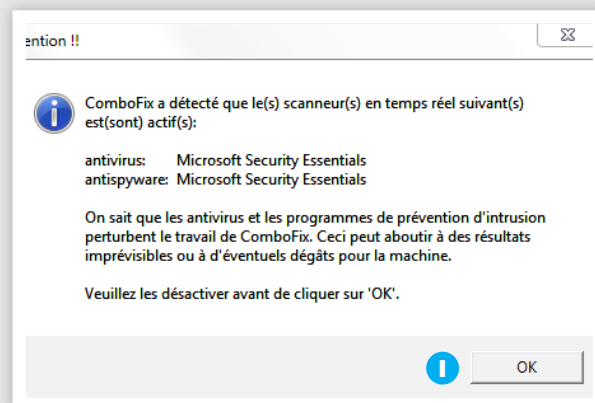 ention !!
ComboFix a détecté que le(s) scanneur(s) en temps réel suivant(s)
est(sont) actif(s):
antivirus: Microsoft Security Essentials
antispyware: Microsoft Security Essentials
On sait que les antivirus et les programmes de prévention d'intrusion
perturbent le travail de ComboFix. Ceci peut aboutir à des résultats
imprévisibles ou à d'éventuels dégâts pour la machine.
Veuillez les désactiver avant de cliquer sur 'OK'.
1 OK